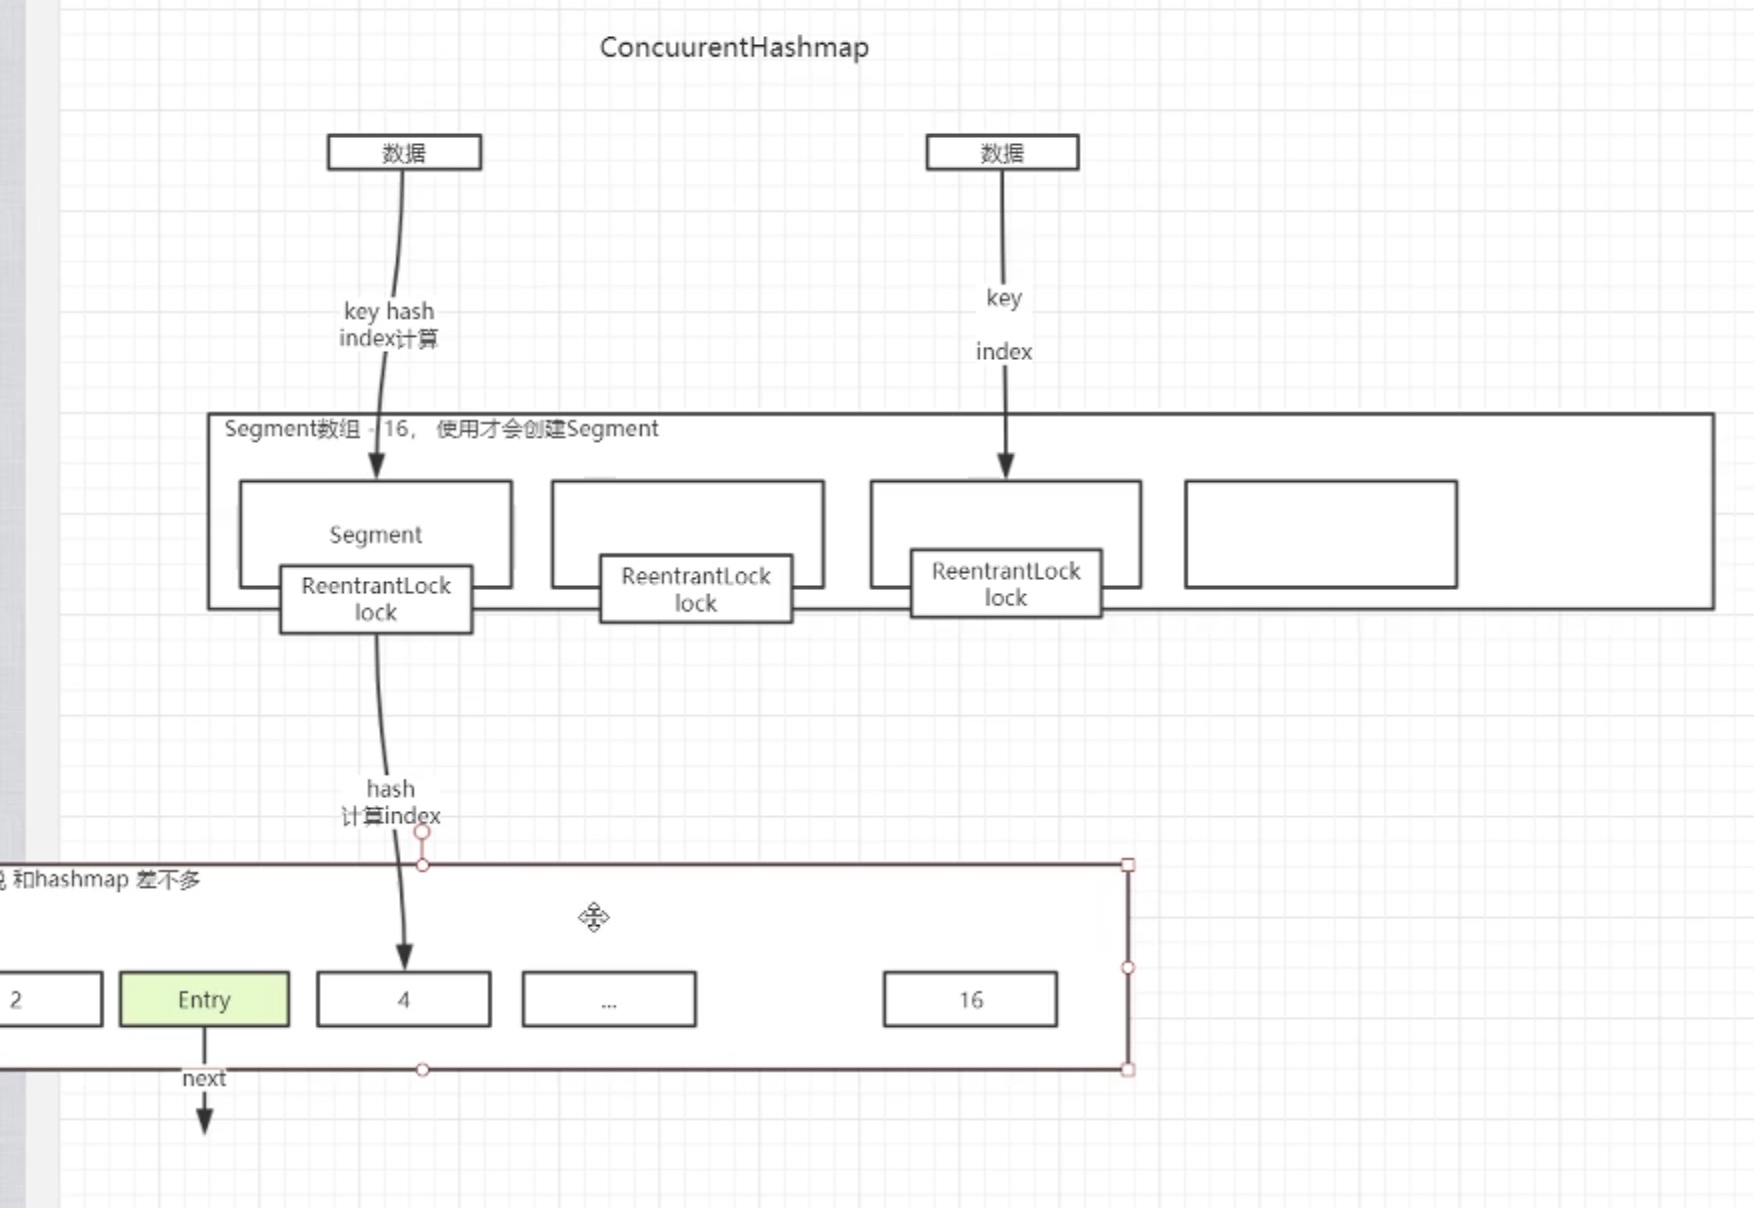 ConcuurentHashmap
数据
数据
key hash
index计算
key
index
Segment数组 - 16， 使用才会创建Segment
Segment
ReentrantLock
lock
ReentrantLock
lock
ReentrantLock
lock
hash
计算index
和hashmap 差不多
2
Entry
4
...
16
next